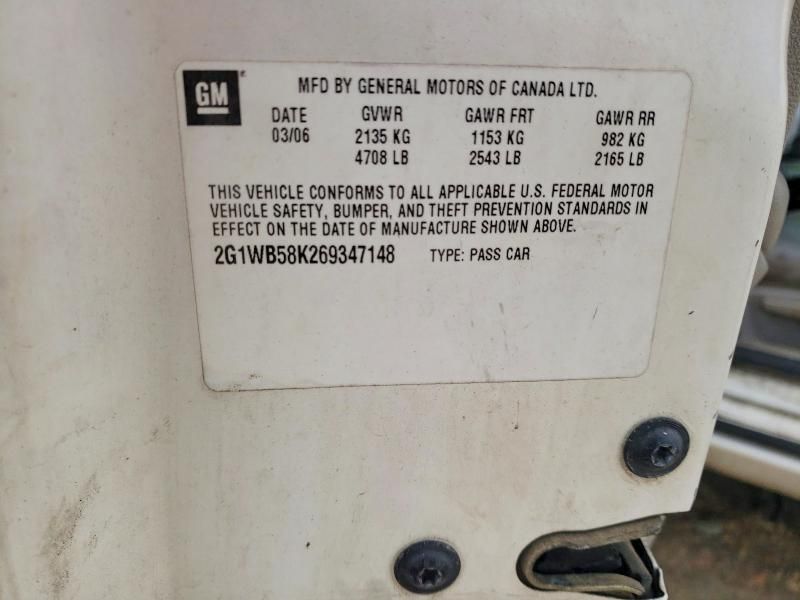 GM
MFD BY GENERAL MOTORS OF CANADA LTD.
DATE GVWR GAWR FRT GAWR RR
03/06 2135 KG 1153 KG 982 KG
4708 LB 2543 LB 2165 LB
THIS VEHICLE CONFORMS TO ALL APPLICABLE U.S. FEDERAL MOTOR
VEHICLE SAFETY, BUMPER, AND THEFT PREVENTION STANDARDS IN
EFFECT ON THE DATE OF MANUFACTURE SHOWN ABOVE.
2G1WB58K269347148 TYPE: PASS CAR